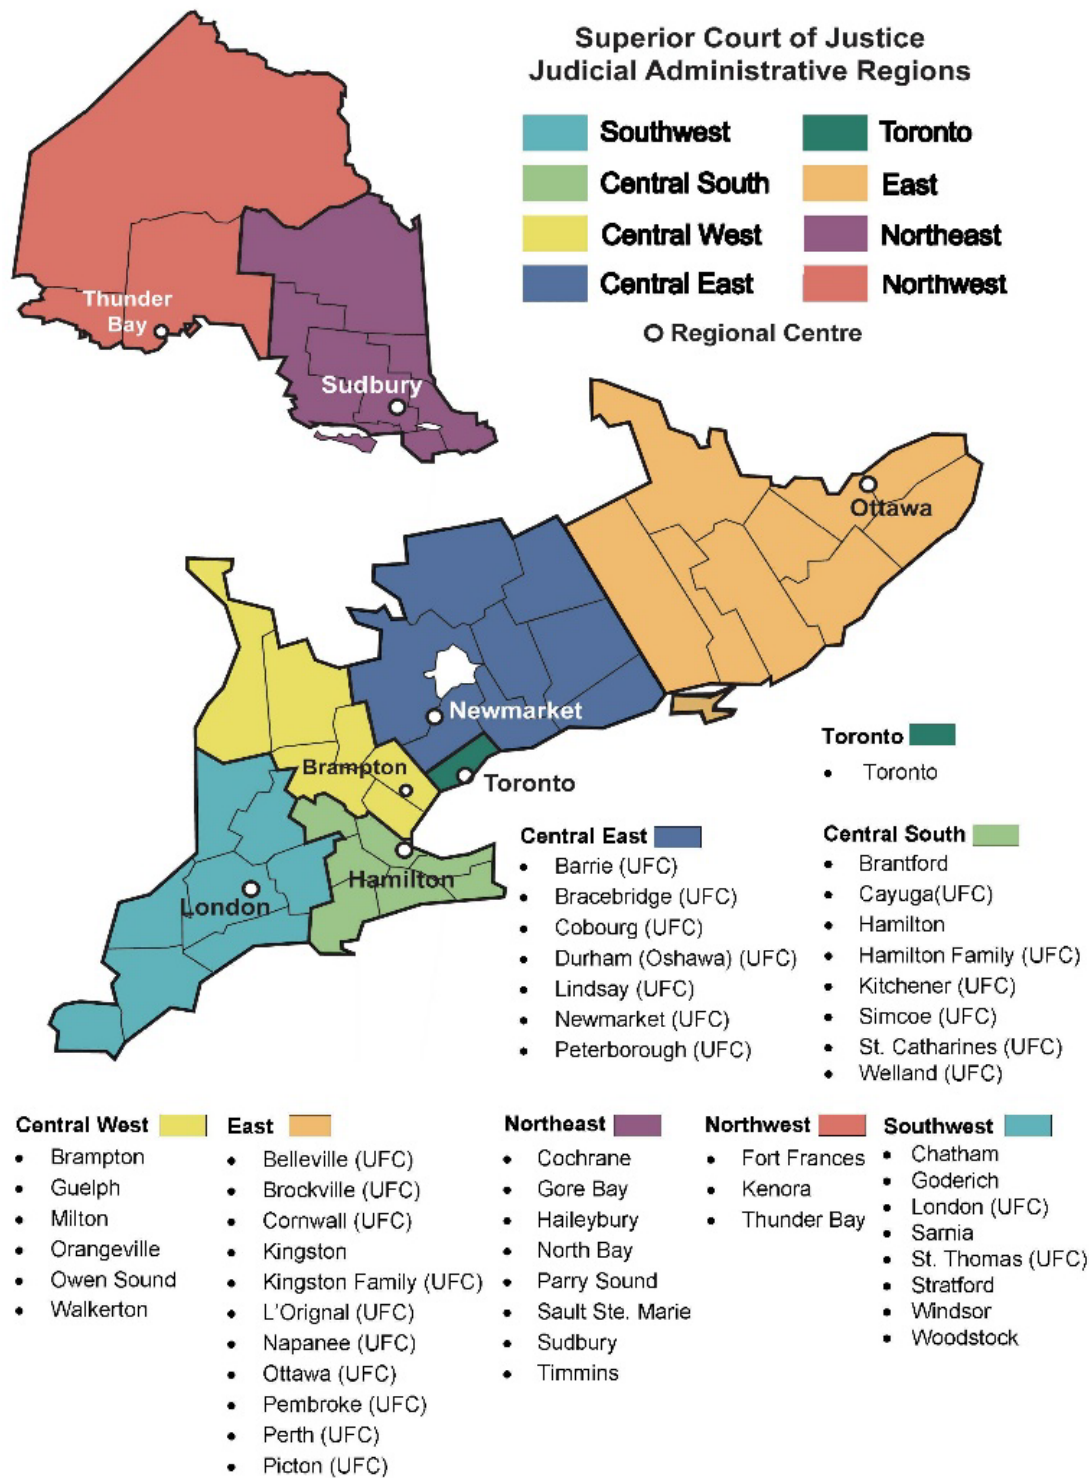 Superior Court of Justice
Judicial Administrative Regions
Southwest
Toronto
Central South
East
Central West
Northeast
Central East
Northwest
Regional Centre
Thunder
Bay
Sudbury
Ottawa
Newmarket
Brampton
Toronto
Hamilton
London
Toronto
• Toronto
Central East
• Barrie (UFC)
• Bracebridge (UFC)
• Cobourg (UFC)
• Durham (Oshawa) (UFC)
• Lindsay (UFC)
• Newmarket (UFC)
• Peterborough (UFC)
Central South
• Brantford
• Cayuga(UFC)
• Hamilton
• Hamilton Family (UFC)
• Kitchener (UFC)
• Simcoe (UFC)
• St. Catharines (UFC)
• Welland (UFC)
Central West
• Brampton
• Guelph
• Milton
• Orangeville
• Owen Sound
• Walkerton
East
• Belleville (UFC)
• Brockville (UFC)
• Cornwall (UFC)
• Kingston
• Kingston Family (UFC)
• L'Orignal (UFC)
• Napanee (UFC)
• Ottawa (UFC)
• Pembroke (UFC)
• Perth (UFC)
• Picton (UFC)
Northeast
• Cochrane
• Gore Bay
• Haileybury
• North Bay
• Parry Sound
• Sault Ste. Marie
• Sudbury
• Timmins
Northwest
• Fort Frances
• Kenora
• Thunder Bay
Southwest
• Chatham
• Goderich
• London (UFC)
• Sarnia
• St. Thomas (UFC)
• Stratford
• Windsor
• Woodstock